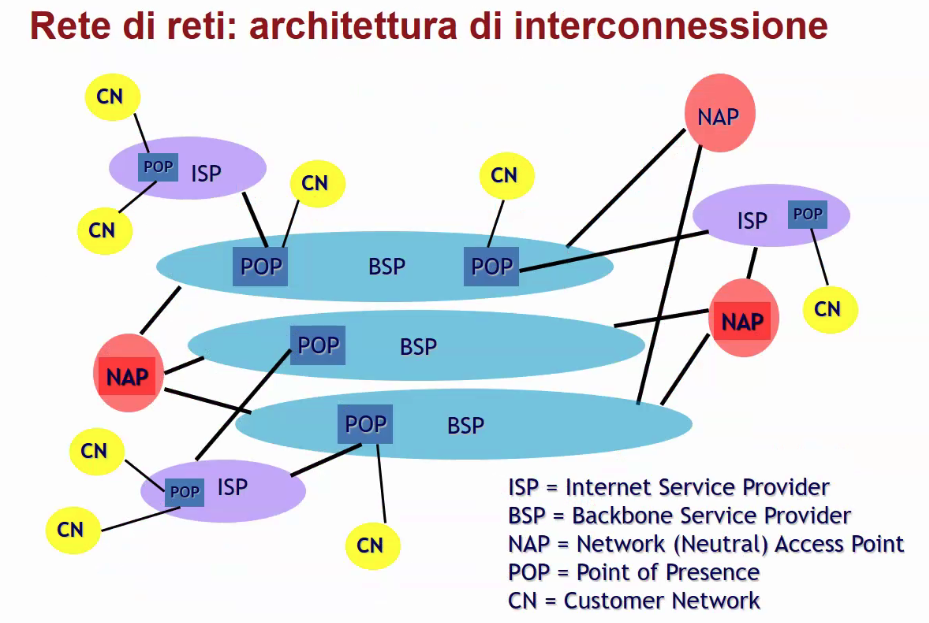 Rete di reti: architettura di interconnessione
CN
NAP
POP
ISP
CN
CN
ISP
POP
CN
POP
BSP
POP
CN
NAP
POP
BSP
NAP
POP
BSP
CN
POP
ISP
CN
CN
ISP = Internet Service Provider
BSP = Backbone Service Provider
NAP = Network (Neutral) Access Point
POP = Point of Presence
CN = Customer Network